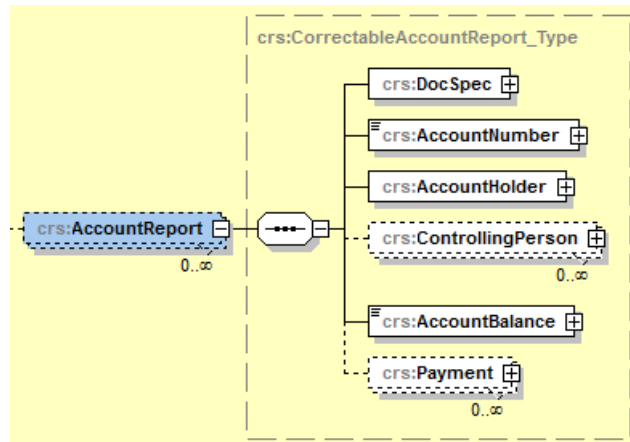 crs:CorrectableAccountReport_Type
crs:DocSpec
crs:AccountNumber
crs:AccountHolder
crs:AccountReport
0..∞
crs:ControllingPerson
0..∞
crs:AccountBalance
crs:Payment
0..∞